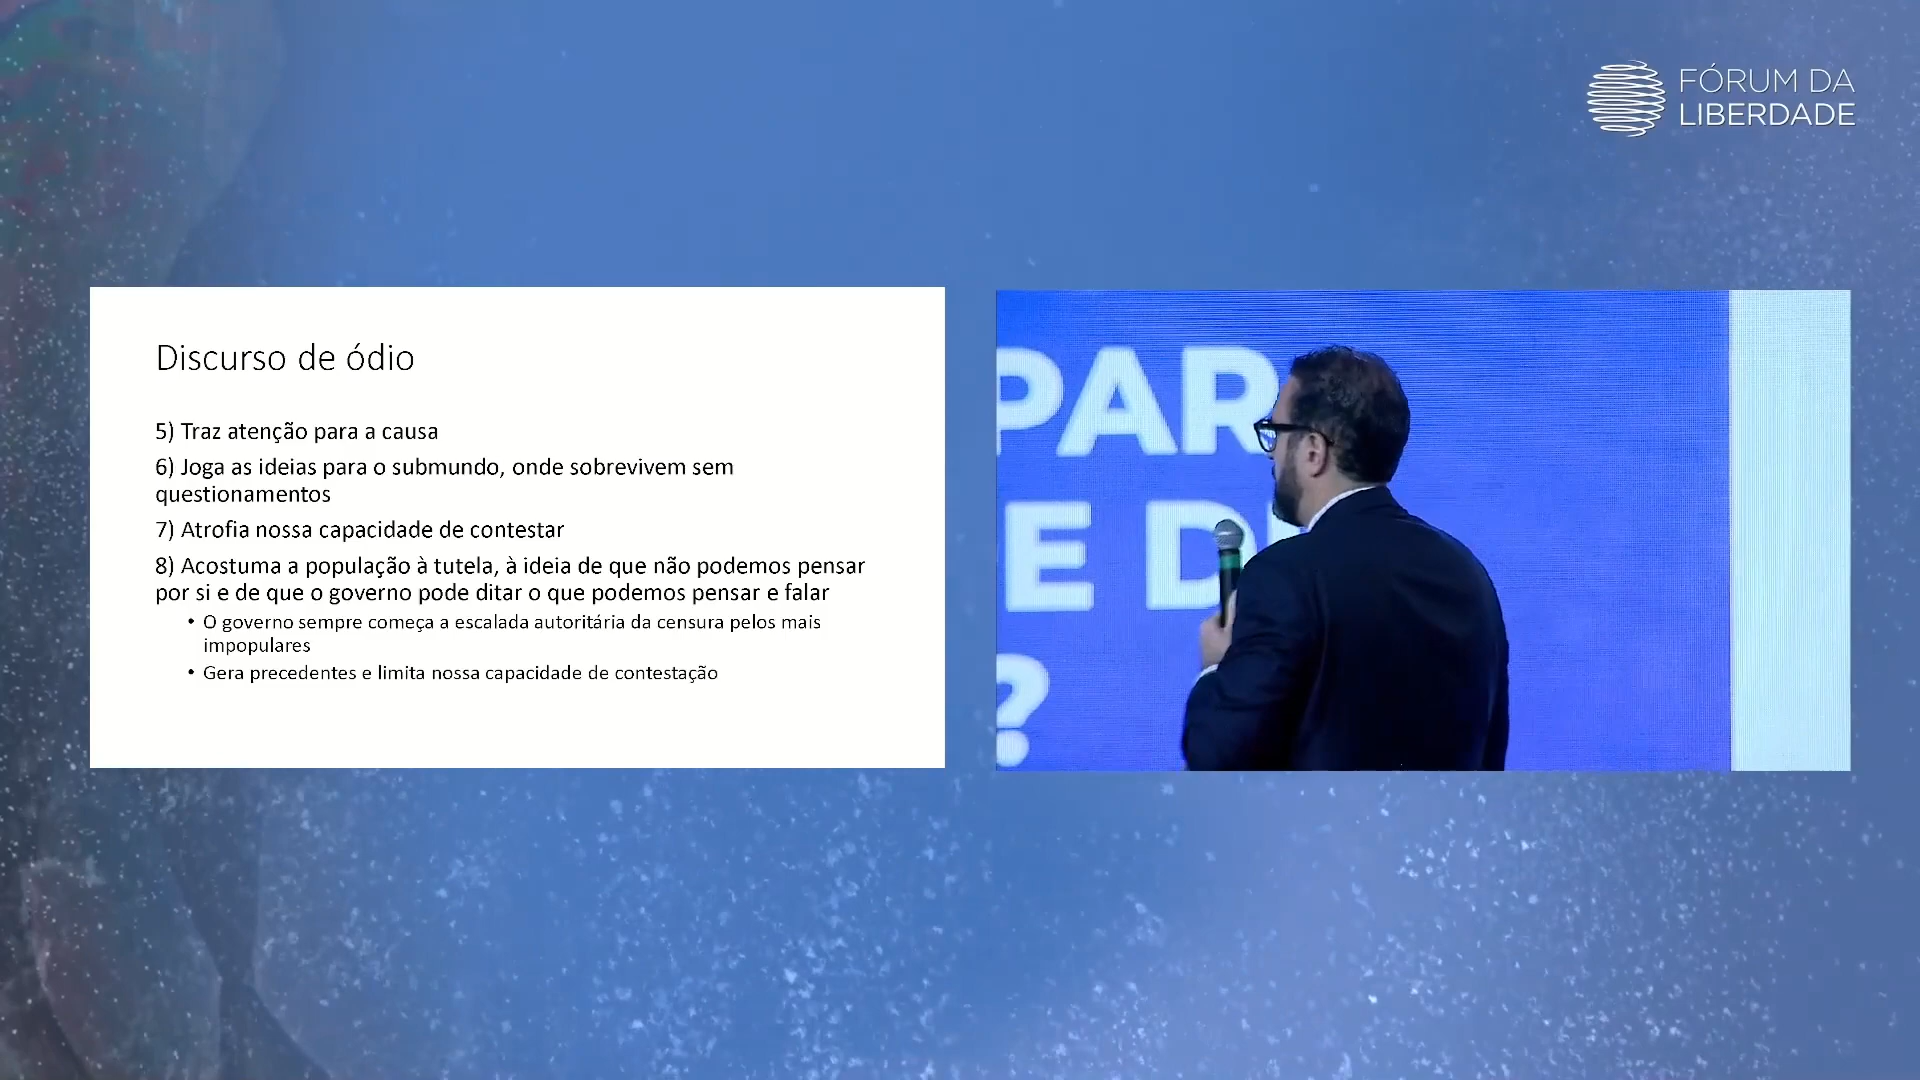 FÓRUM DA
LIBERDADE
Discurso de ódio
5) Traz atenção para a causa
6) Joga as ideias para o submundo, onde sobrevivem sem
questionamentos
7) Atrofia nossa capacidade de contestar
8) Acostuma a população à tutela, à ideia de que não podemos pensar
por si e de que o governo pode ditar o que podemos pensar e falar
• O governo sempre começa a escalada autoritária da censura pelos mais
impopulares
• Gera precedentes e limita nossa capacidade de contestação
PAR
E D
?